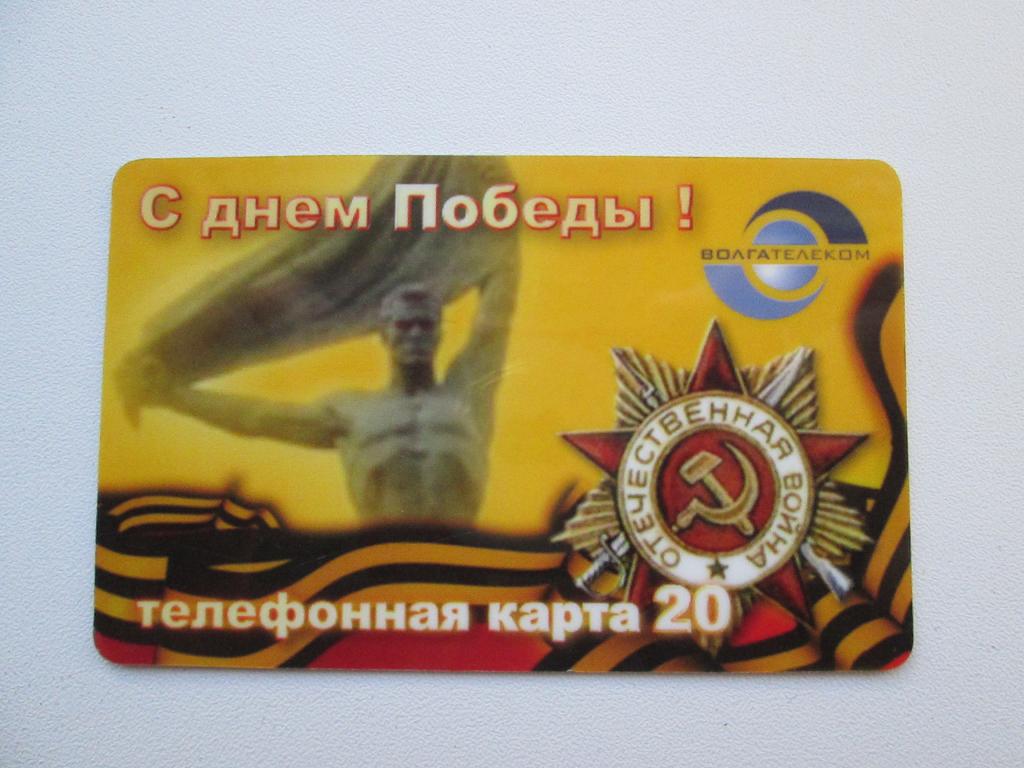 С днем Победы !
ВОЛГАТЕЛЕКОМ
ОТЕЧЕСТВЕННАЯ ВОЙНА
телефонная карта 20